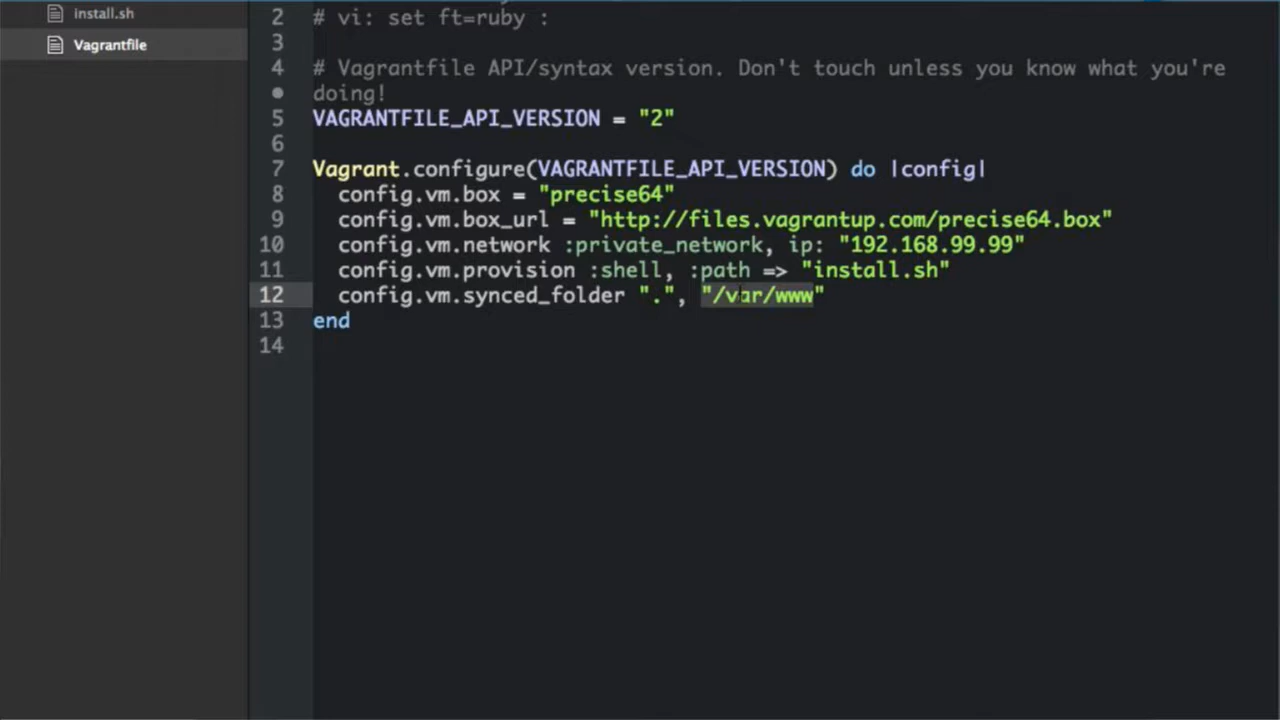 install.sh
Vagrantfile
2 # vi: set ft=ruby :
3
4 # Vagrantfile API/syntax version. Don't touch unless you know what you're
doing!
5 VAGRANTFILE_API_VERSION = "2"
6
7 Vagrant.configure(VAGRANTFILE_API_VERSION) do |config|
8 config.vm.box = "precise64"
9 config.vm.box_url = "http://files.vagrantup.com/precise64.box"
10 config.vm.network :private_network, ip: "192.168.99.99"
11 config.vm.provision :shell, :path => "install.sh"
12 config.vm.synced_folder ".", "/var/www"
13 end
14